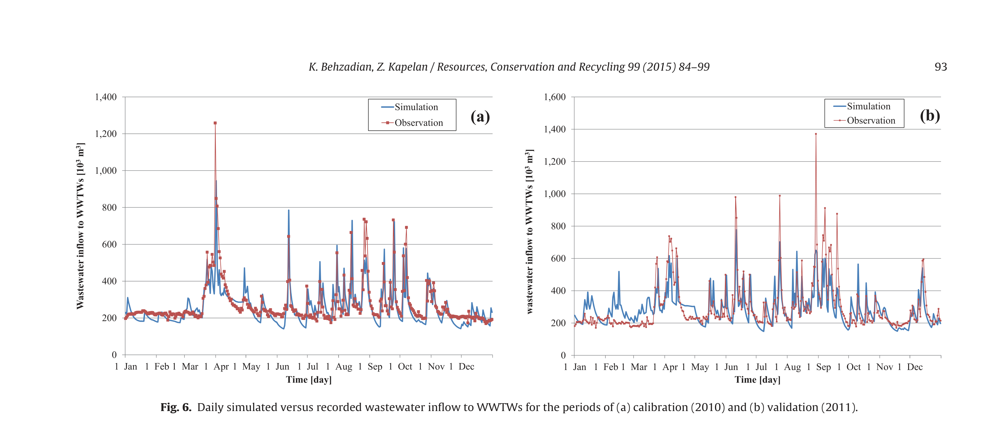 K. Behzadian, Z. Kapelan / Resources, Conservation and Recycling 99 (2015) 84–99
93
1,400
1,200
1,000
800
600
400
200
0
Wastewater inflow to WWTWs [10³ m³]
Simulation
Observation
(a)
1 Jan 1 Feb 1 Mar 1 Apr 1 May 1 Jun 1 Jul 1 Aug 1 Sep 1 Oct 1 Nov 1 Dec
Time [day]
1,600
1,400
1,200
1,000
800
600
400
200
0
wastewater inflow to WWTWs [10³ m³]
Simulation
Observation
(b)
1 Jan 1 Feb 1 Mar 1 Apr 1 May 1 Jun 1 Jul 1 Aug 1 Sep 1 Oct 1 Nov 1 Dec
Time [day]
Fig. 6. Daily simulated versus recorded wastewater inflow to WWTWs for the periods of (a) calibration (2010) and (b) validation (2011).